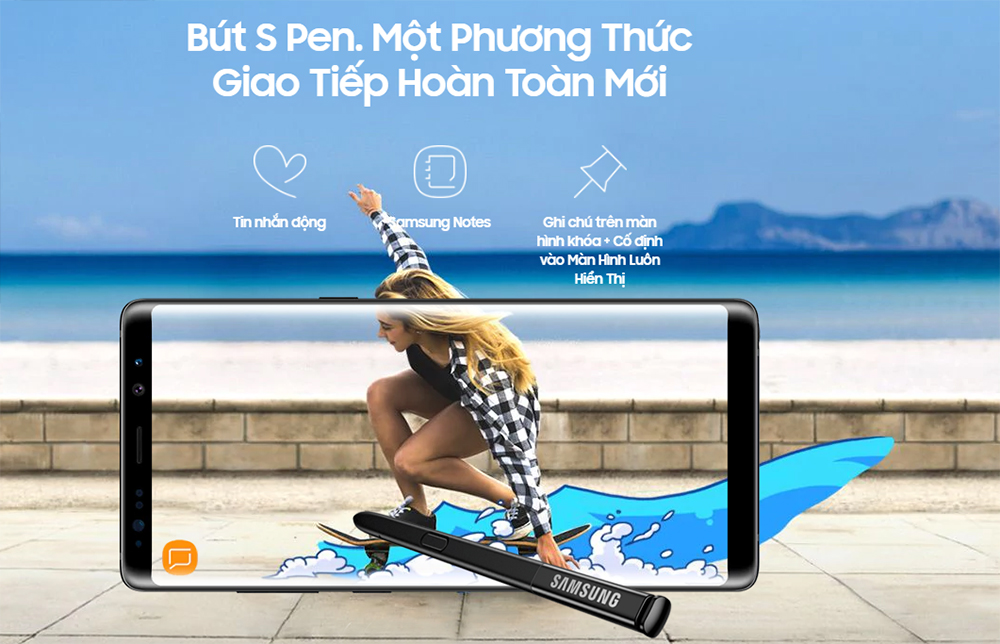 Bút S Pen. Một Phương Thức
Giao Tiếp Hoàn Toàn Mới
Tin nhắn động
Samsung Notes
Ghi chú trên màn
hình khóa + Cố định
vào Màn Hình Luôn
Hiển Thị
SAMSUNG